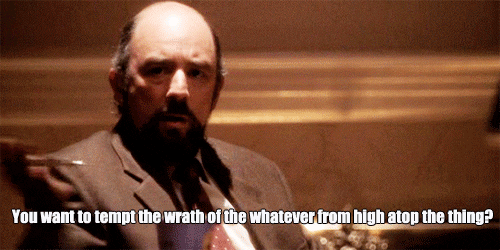 You want to tempt the wrath of the whatever from high atop the thing?